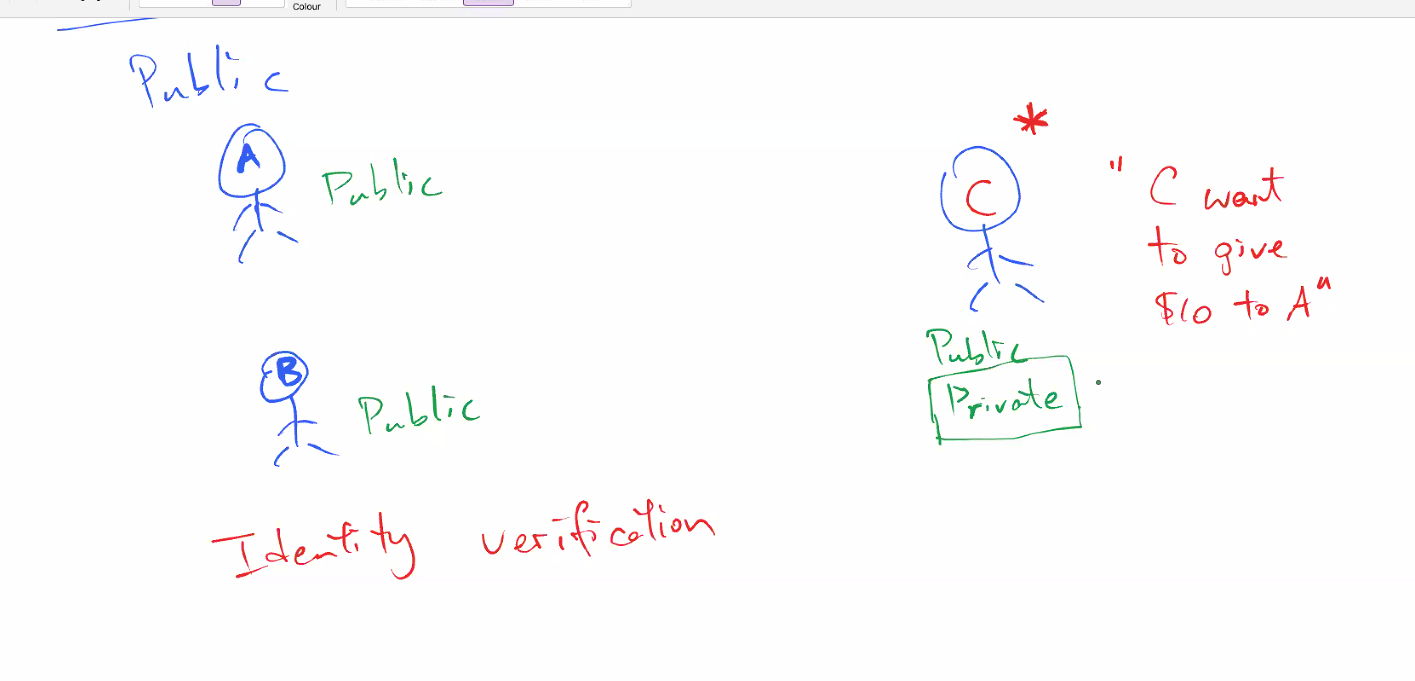 Colour
Public
*
A
Public
C
" C want
to give
$10 to A"
Public
Private
B
Public
Identity verification